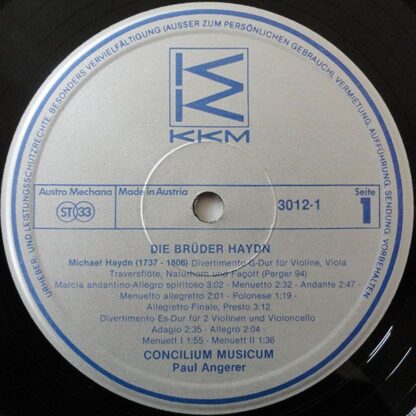 URHEBER- UND LEISTUNGSSCHUTZRECHTE, BESONDERS VERVIELFÄLTIGUNG (AUSSER ZUM PERSÖNLICHEN GEBRAUCH), VERMIETUNG, AUFFÜHRUNG, SENDUNG VORBEHALTEN
KKM
Austro Mechana
Made in Austria
3012-1
Seite
1
ST 33
DIE BRÜDER HAYDN
Michael Haydn (1737 - 1806) Divertimento G-Dur für Violine, Viola
Traversflöte, Naturhorn und Fagott (Perger 94)
Marcia andantino-Allegro spirituoso 3:02 - Menuetto 2:32 - Andante 2:47 -
Menuetto allegretto 2:01 - Polonese 1:19 -
Allegretto-Finale, Presto 3:12
Divertimento Es-Dur für 2 Violinen und Violoncello
Adagio 2:35 - Allegro 2:04 -
Menuett I 1:55 - Menuett II 1:36
CONCILIUM MUSICUM
Paul Angerer